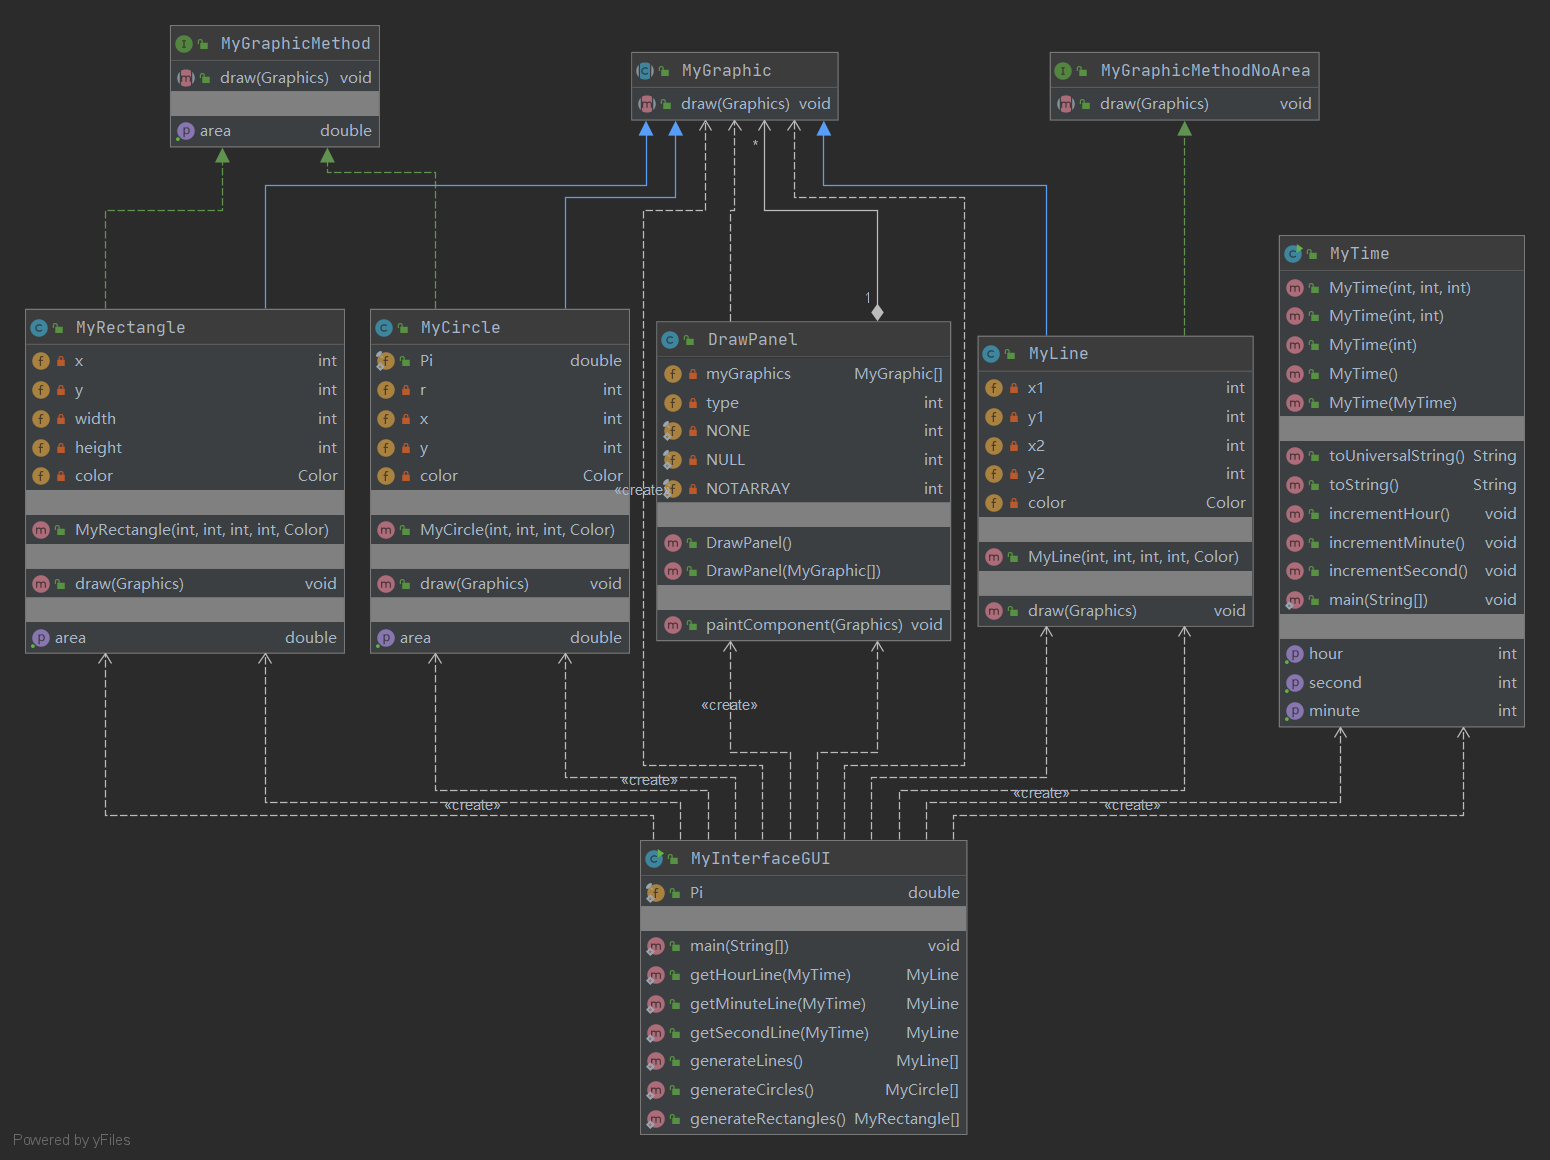 MyGraphicMethod
draw(Graphics) void
area double
MyGraphic
draw(Graphics) void
MyGraphicMethodNoArea
draw(Graphics) void
*
1
MyRectangle
x int
y int
width int
height int
color Color
MyRectangle(int, int, int, int, Color)
draw(Graphics) void
area double
MyCircle
Pi double
r int
x int
y int
color Color
MyCircle(int, int, int, Color)
draw(Graphics) void
area double
«create»
DrawPanel
myGraphics MyGraphic[]
type int
NONE int
NULL int
NOTARRAY int
DrawPanel()
DrawPanel(MyGraphic[])
paintComponent(Graphics) void
MyLine
x1 int
y1 int
x2 int
y2 int
color Color
MyLine(int, int, int, int, Color)
draw(Graphics) void
MyTime
MyTime(int, int, int)
MyTime(int, int)
MyTime(int)
MyTime()
MyTime(MyTime)
toUniversalString() String
toString() String
incrementHour() void
incrementMinute() void
incrementSecond() void
main(String[]) void
hour int
second int
minute int
«create»
«create»
«create»
«create»
«create»
MyInterfaceGUI
Pi double
main(String[]) void
getHourLine(MyTime) MyLine
getMinuteLine(MyTime) MyLine
getSecondLine(MyTime) MyLine
generateLines() MyLine[]
generateCircles() MyCircle[]
generateRectangles() MyRectangle[]
Powered by yFiles